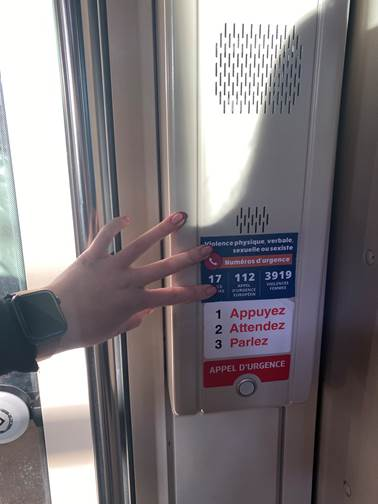 Violence physique, verbale,
sexuelle ou sexiste
Numéros d'urgence
17
112
APPEL
D'URGENCE
EUROPÉEN
3919
VIOLENCES
FEMMES
1 Appuyez
2 Attendez
3 Parlez
APPEL D'URGENCE